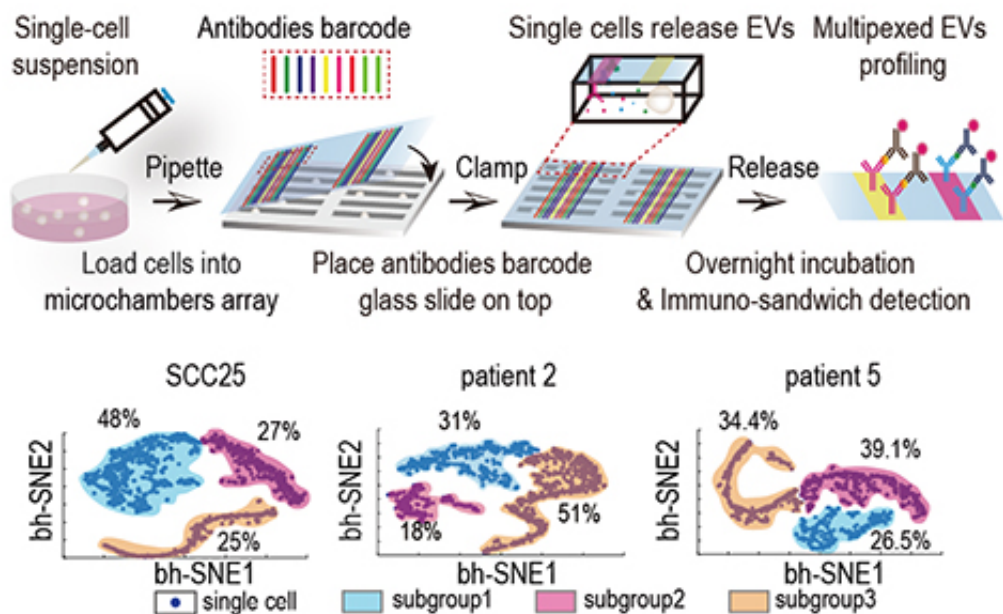 Single-cell
suspension
Antibodies barcode
Single cells release EVs
Multipexed EVs
profiling
Pipette
Clamp
Release
Load cells into
microchambers array
Place antibodies barcode
glass slide on top
Overnight incubation
& Immuno-sandwich detection
SCC25
48%
27%
25%
bh-SNE2
bh-SNE1
patient 2
31%
18%
51%
bh-SNE2
bh-SNE1
patient 5
34.4%
39.1%
26.5%
bh-SNE2
bh-SNE1
single cell
subgroup1
subgroup2
subgroup3